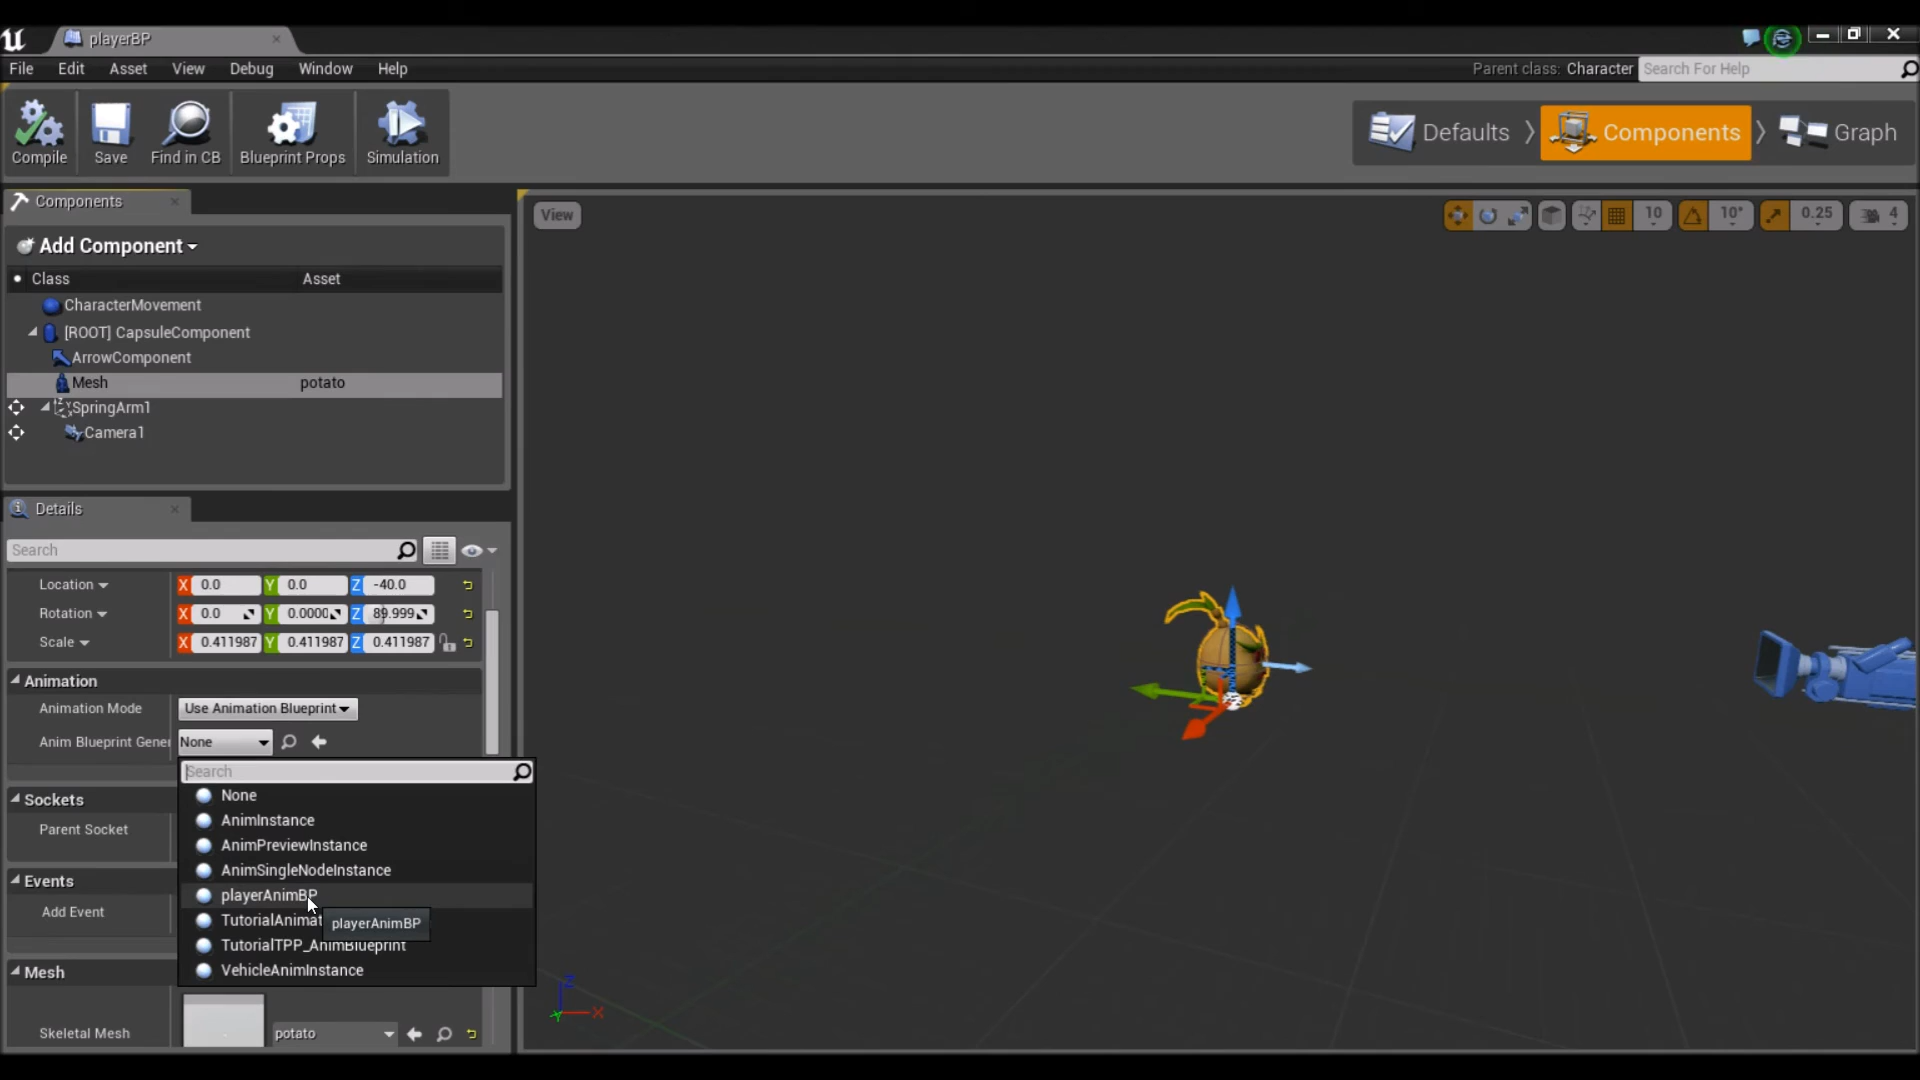 playerBP
File Edit Asset View Debug Window Help
Parent class: Character Search For Help
Compile Save Find in CB Blueprint Props Simulation
Defaults Components Graph
Components
View
10 10° 0.25 4
Add Component
Class Asset
CharacterMovement
[ROOT] CapsuleComponent
ArrowComponent
Mesh potato
SpringArm1
Camera1
Details
Search
Location X 0.0 Y 0.0 Z -40.0
Rotation X 0.0 Y 0.0000 Z 89.999
Scale X 0.411987 Y 0.411987 Z 0.411987
Animation
Animation Mode Use Animation Blueprint
Anim Blueprint Gener None
Search
None
AnimInstance
AnimPreviewInstance
AnimSingleNodeInstance
playerAnimBP
TutorialAnimat
playerAnimBP
TutorialTPP_AnimBlueprint
VehicleAnimInstance
Sockets
Parent Socket
Events
Add Event
Mesh
Skeletal Mesh potato
Z
X
Y